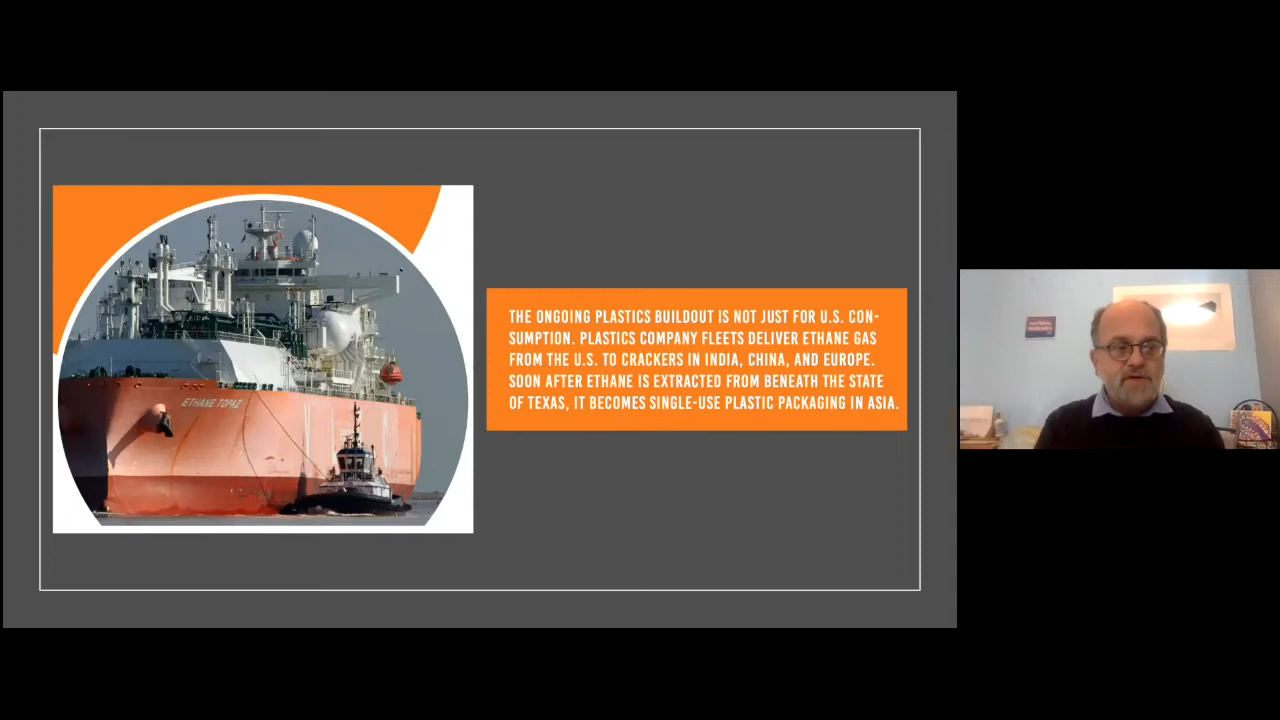 THE ONGOING PLASTICS BUILDOUT IS NOT JUST FOR U.S. CON-
SUMPTION. PLASTICS COMPANY FLEETS DELIVER ETHANE GAS
FROM THE U.S. TO CRACKERS IN INDIA, CHINA, AND EUROPE.
SOON AFTER ETHANE IS EXTRACTED FROM BENEATH THE STATE
OF TEXAS, IT BECOMES SINGLE-USE PLASTIC PACKAGING IN ASIA.
ETHANE TOPAZ
MATERIAL
RESEARCH